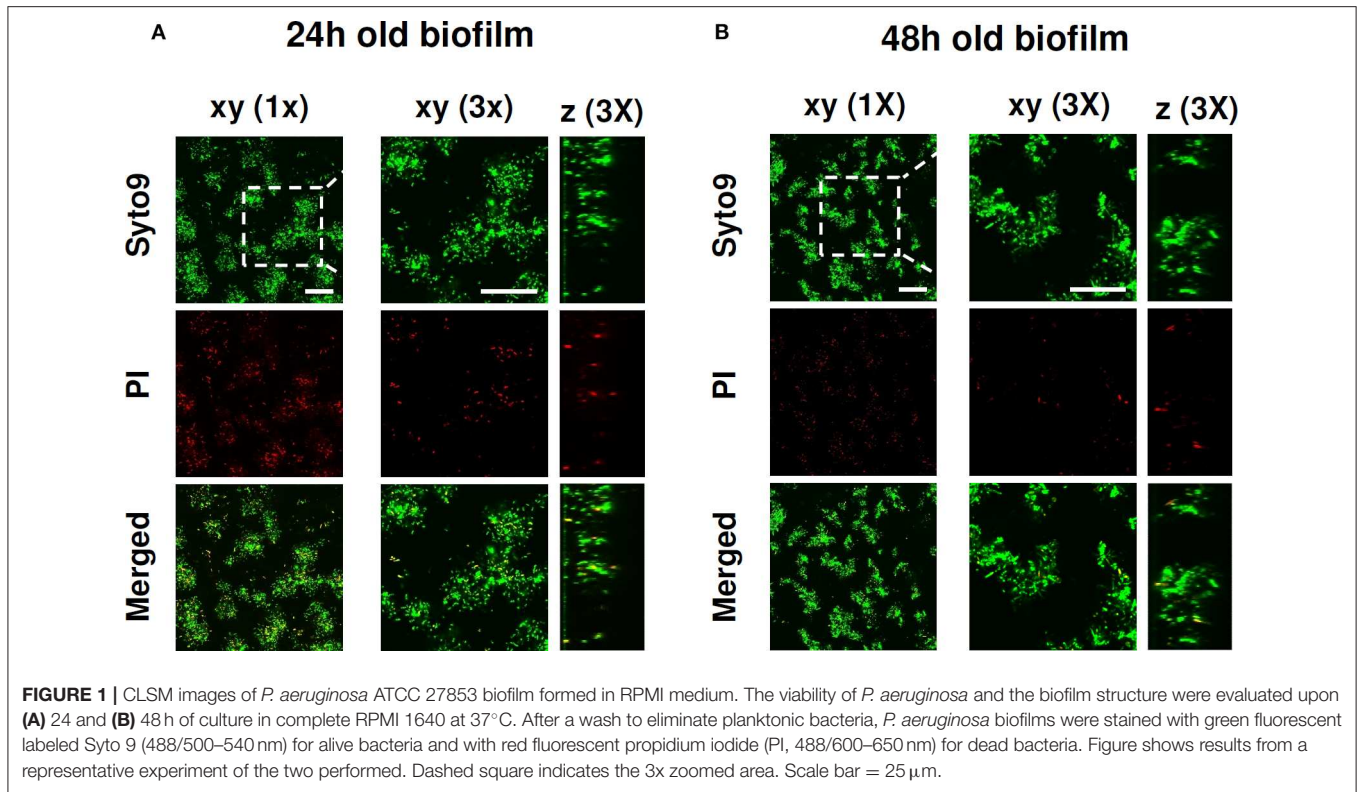 A
24h old biofilm
xy (1x)
xy (3x)
z (3X)
Syto9
PI
Merged
B
48h old biofilm
xy (1X)
xy (3X)
z (3X)
Syto9
PI
Merged
FIGURE 1 | CLSM images of P. aeruginosa ATCC 27853 biofilm formed in RPMI medium. The viability of P. aeruginosa and the biofilm structure were evaluated upon
(A) 24 and (B) 48 h of culture in complete RPMI 1640 at 37°C. After a wash to eliminate planktonic bacteria, P. aeruginosa biofilms were stained with green fluorescent
labeled Syto 9 (488/500–540 nm) for alive bacteria and with red fluorescent propidium iodide (PI, 488/600–650 nm) for dead bacteria. Figure shows results from a
representative experiment of the two performed. Dashed square indicates the 3x zoomed area. Scale bar = 25 μm.